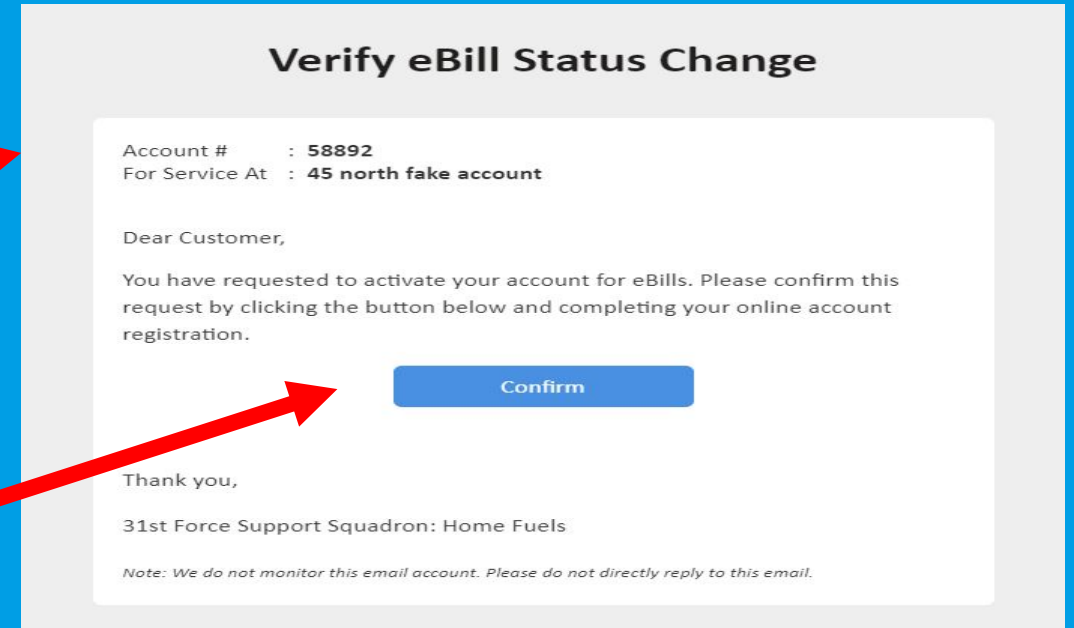 Verify eBill Status Change
Account # : 58892
For Service At : 45 north fake account
Dear Customer,
You have requested to activate your account for eBills. Please confirm this
request by clicking the button below and completing your online account
registration.
Confirm
Thank you,
31st Force Support Squadron: Home Fuels
Note: We do not monitor this email account. Please do not directly reply to this email.